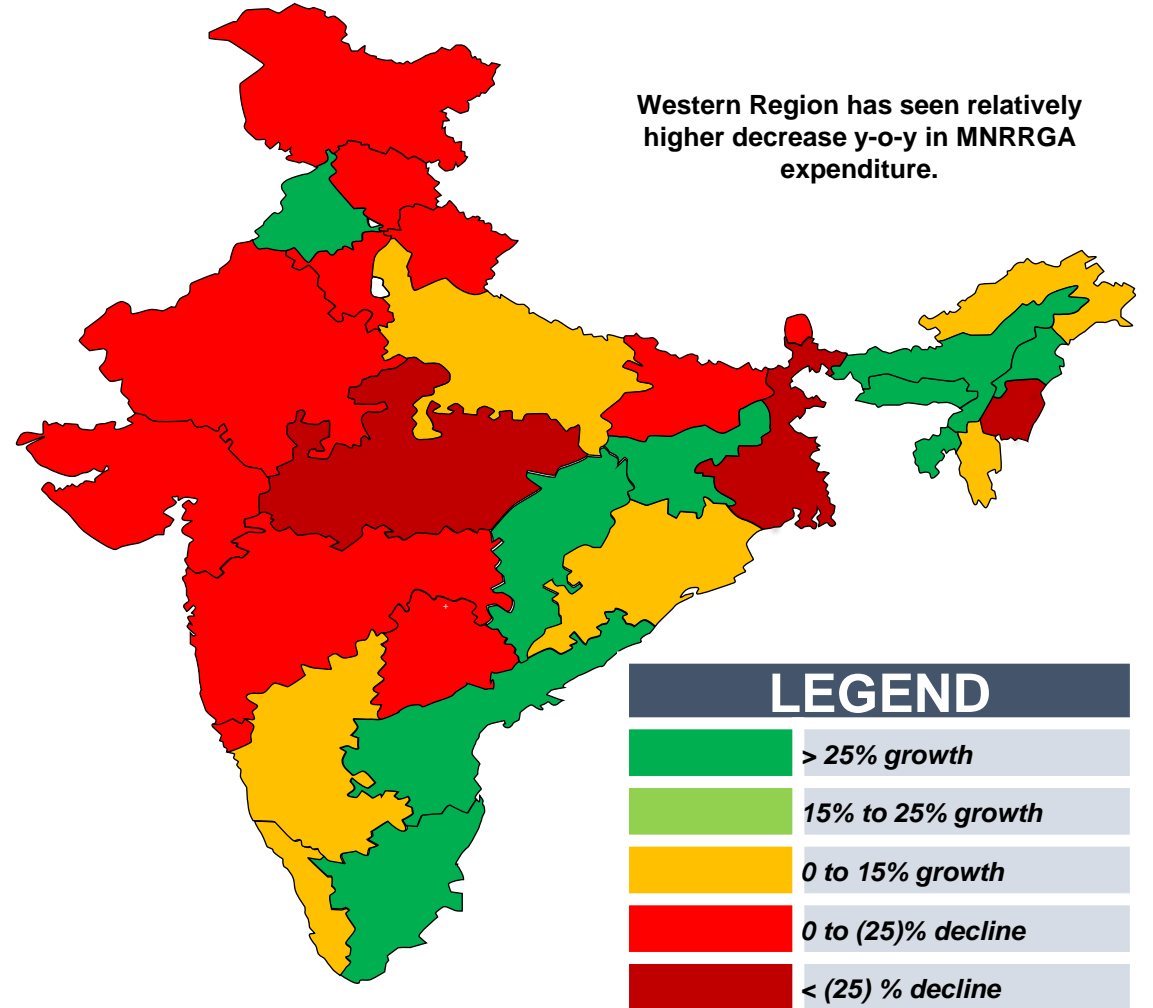 Western Region has seen relatively
higher decrease y-o-y in MNRRGA
expenditure.
LEGEND
> 25% growth
15% to 25% growth
0 to 15% growth
0 to (25)% decline
< (25) % decline